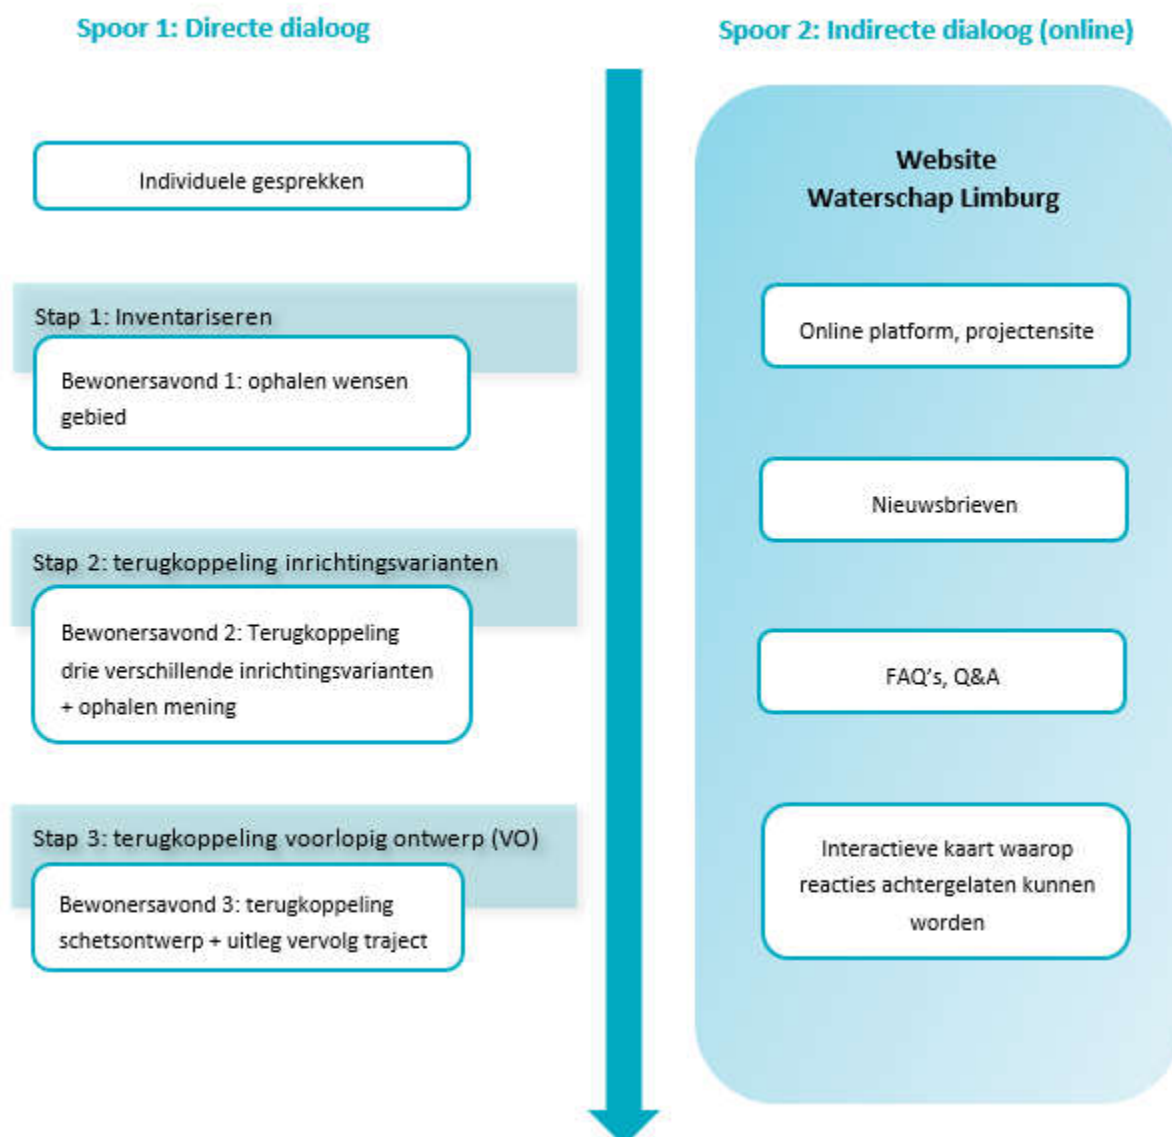 Spoor 1: Directe dialoog
Individuele gesprekken
Stap 1: Inventariseren
Bewonersavond 1: ophalen wensen
gebied
Stap 2: terugkoppeling inrichtingsvarianten
Bewonersavond 2: Terugkoppeling
drie verschillende inrichtingsvarianten
+ ophalen mening
Stap 3: terugkoppeling voorlopig ontwerp (VO)
Bewonersavond 3: terugkoppeling
schetsontwerp + uitleg vervolg traject
Spoor 2: Indirecte dialoog (online)
Website
Waterschap Limburg
Online platform, projectensite
Nieuwsbrieven
FAQ's, Q&A
Interactieve kaart waarop
reacties achtergelaten kunnen
worden